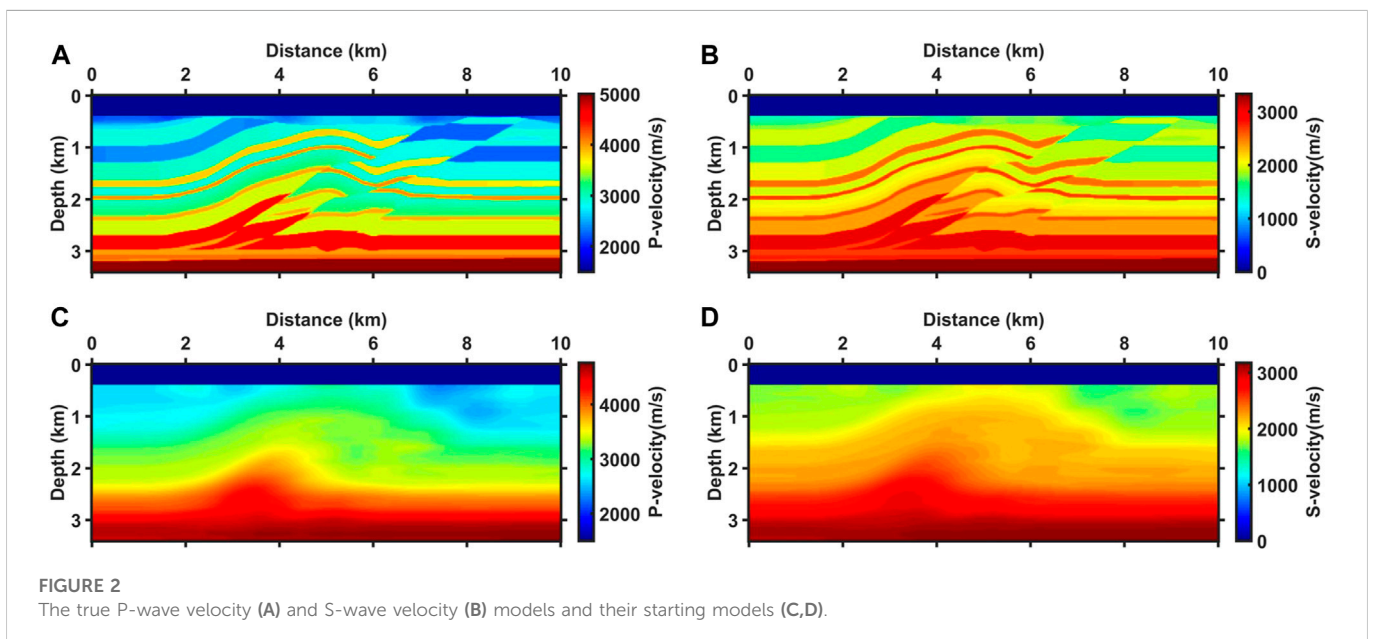 A
Distance (km)
0 2 4 6 8 10
Depth (km)
0
1
2
3
5000
4000
3000
2000
P-velocity(m/s)
B
Distance (km)
0 2 4 6 8 10
Depth (km)
0
1
2
3
3000
2000
1000
0
S-velocity(m/s)
C
Distance (km)
0 2 4 6 8 10
Depth (km)
0
1
2
3
4000
3000
2000
P-velocity(m/s)
D
Distance (km)
0 2 4 6 8 10
Depth (km)
0
1
2
3
3000
2000
1000
0
S-velocity(m/s)
FIGURE 2
The true P-wave velocity (A) and S-wave velocity (B) models and their starting models (C,D).